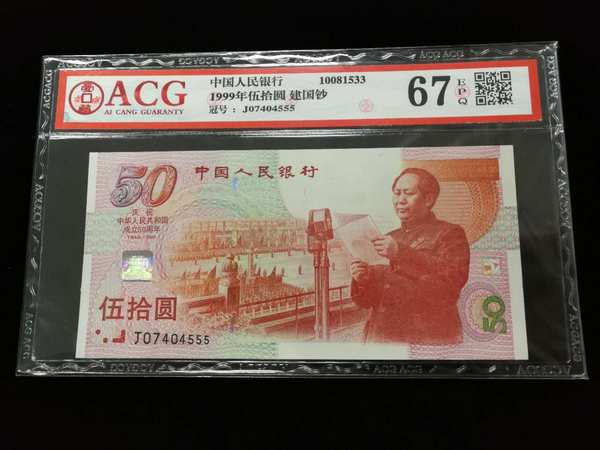 ACG
AI CANG GUARANTY
中国人民银行 10081533
1999年伍拾圆 建国钞
冠号： J07404555
67
EPQ
50
中国人民银行
庆祝
中华人民共和国
成立50周年
伍拾圆
J07404555
50